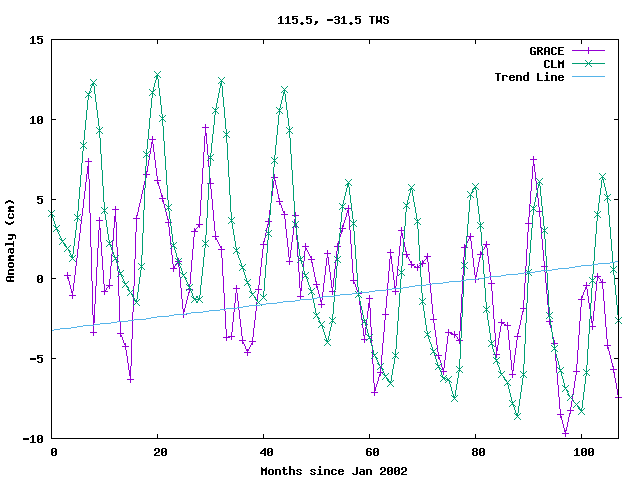 115.5, -31.5 TWS
15
GRACE
CLM
Trend Line
10
5
Anomaly (cm)
0
-5
-10
0 20 40 60 80 100
Months since Jan 2002